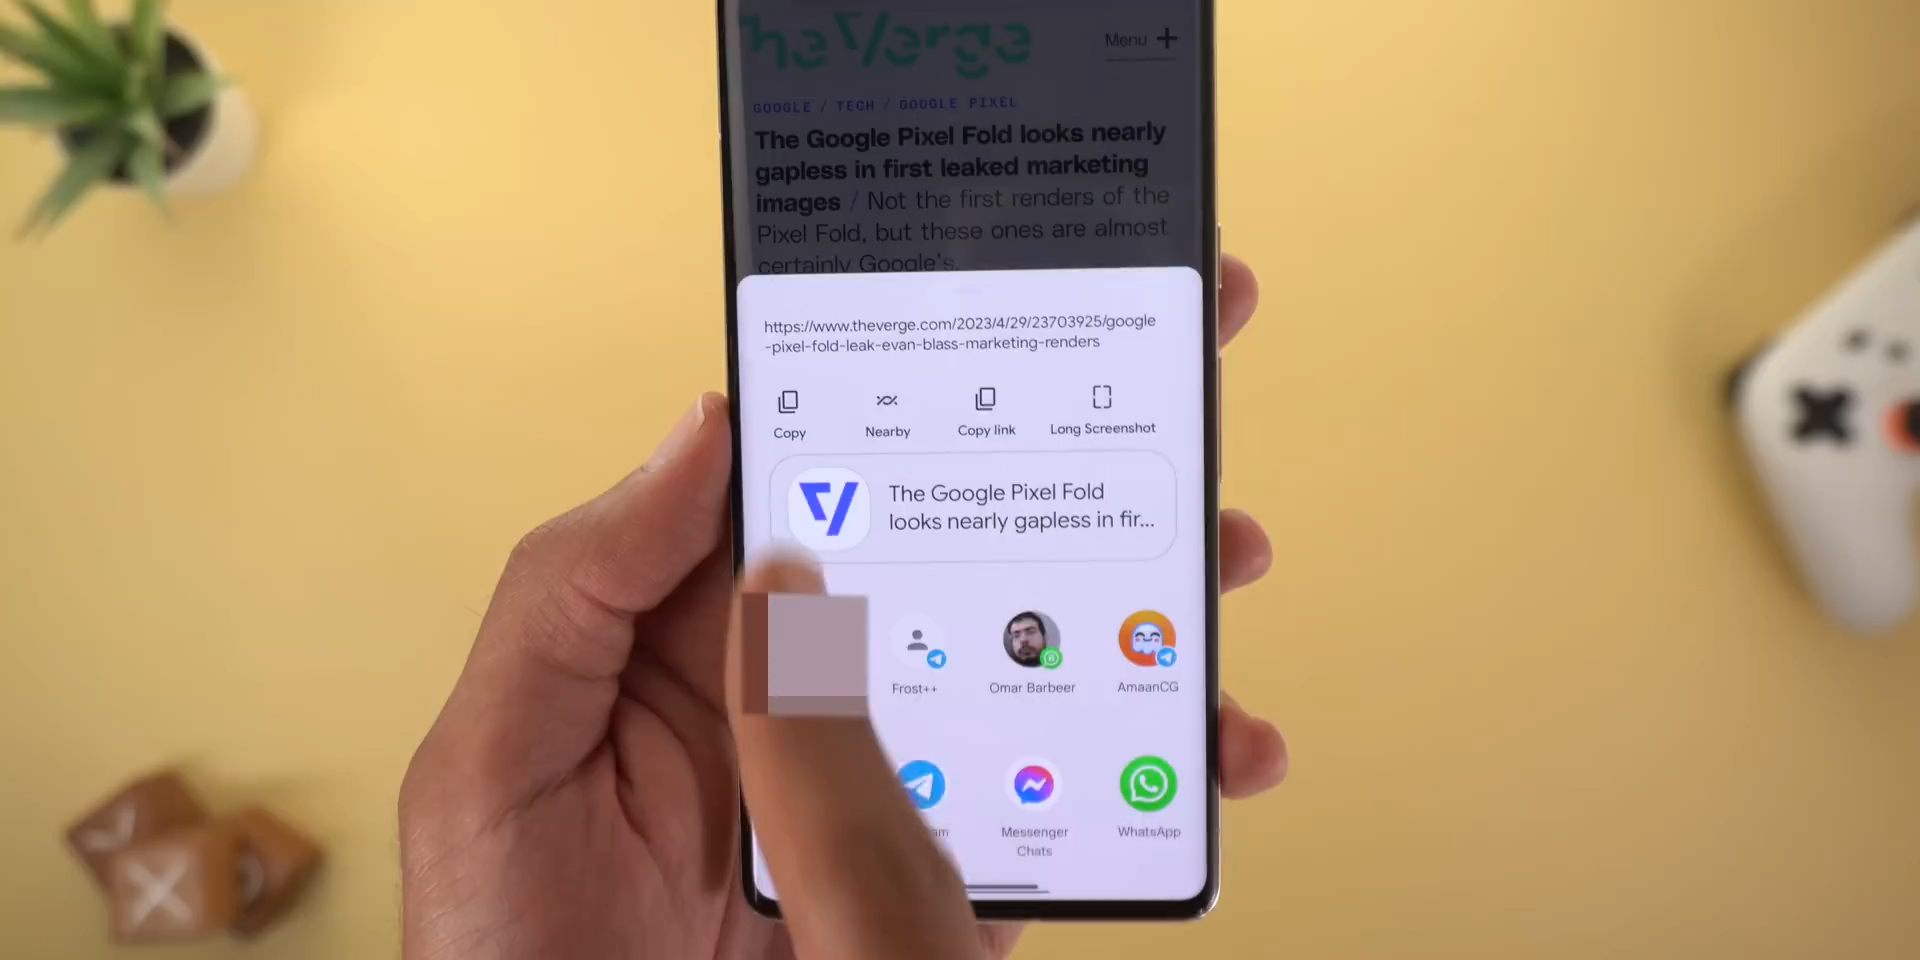 TheVerge
Menu +
GOOGLE / TECH / GOOGLE PIXEL
The Google Pixel Fold looks nearly
gapless in first leaked marketing
images / Not the first renders of the
Pixel Fold, but these ones are almost
certainly Google's.
https://www.theverge.com/2023/4/29/23703925/google
-pixel-fold-leak-evan-blass-marketing-renders
Copy
Nearby
Copy link
Long Screenshot
The Google Pixel Fold
looks nearly gapless in fir...
Frost++
Omar Barbeer
AmaanCG
am
Messenger
Chats
WhatsApp